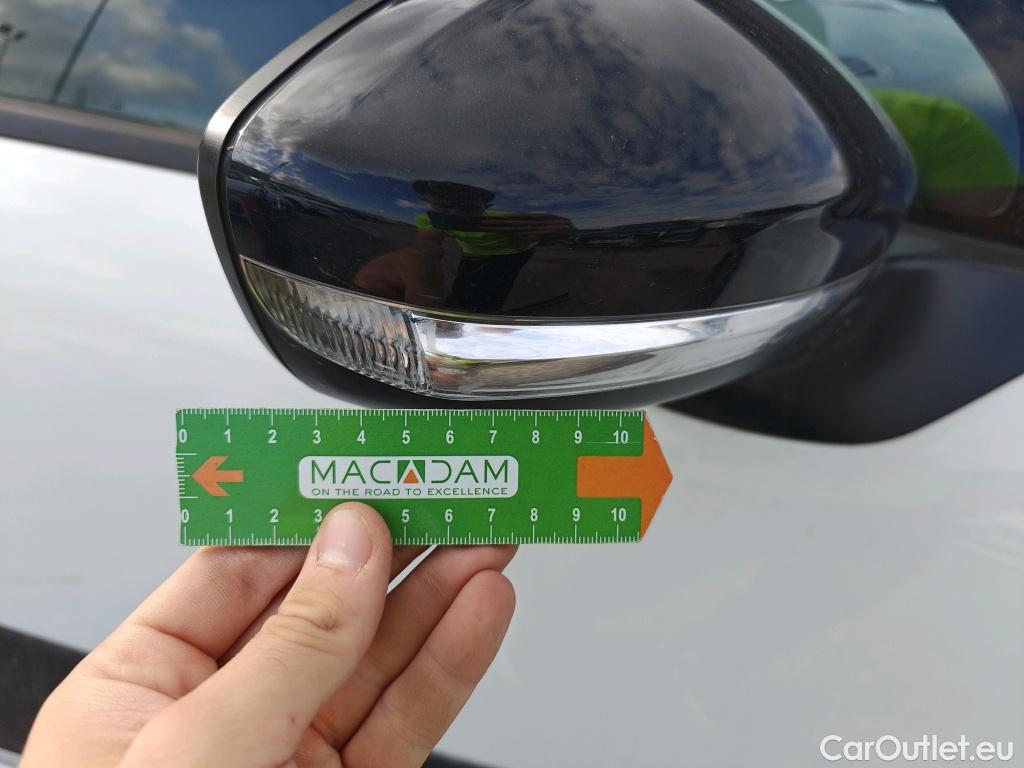 0 1 2 3 4 5 6 7 8 9 10
MACADAM
ON THE ROAD TO EXCELLENCE
0 1 2 3 5 6 7 8 9 10
CarOutlet.eu